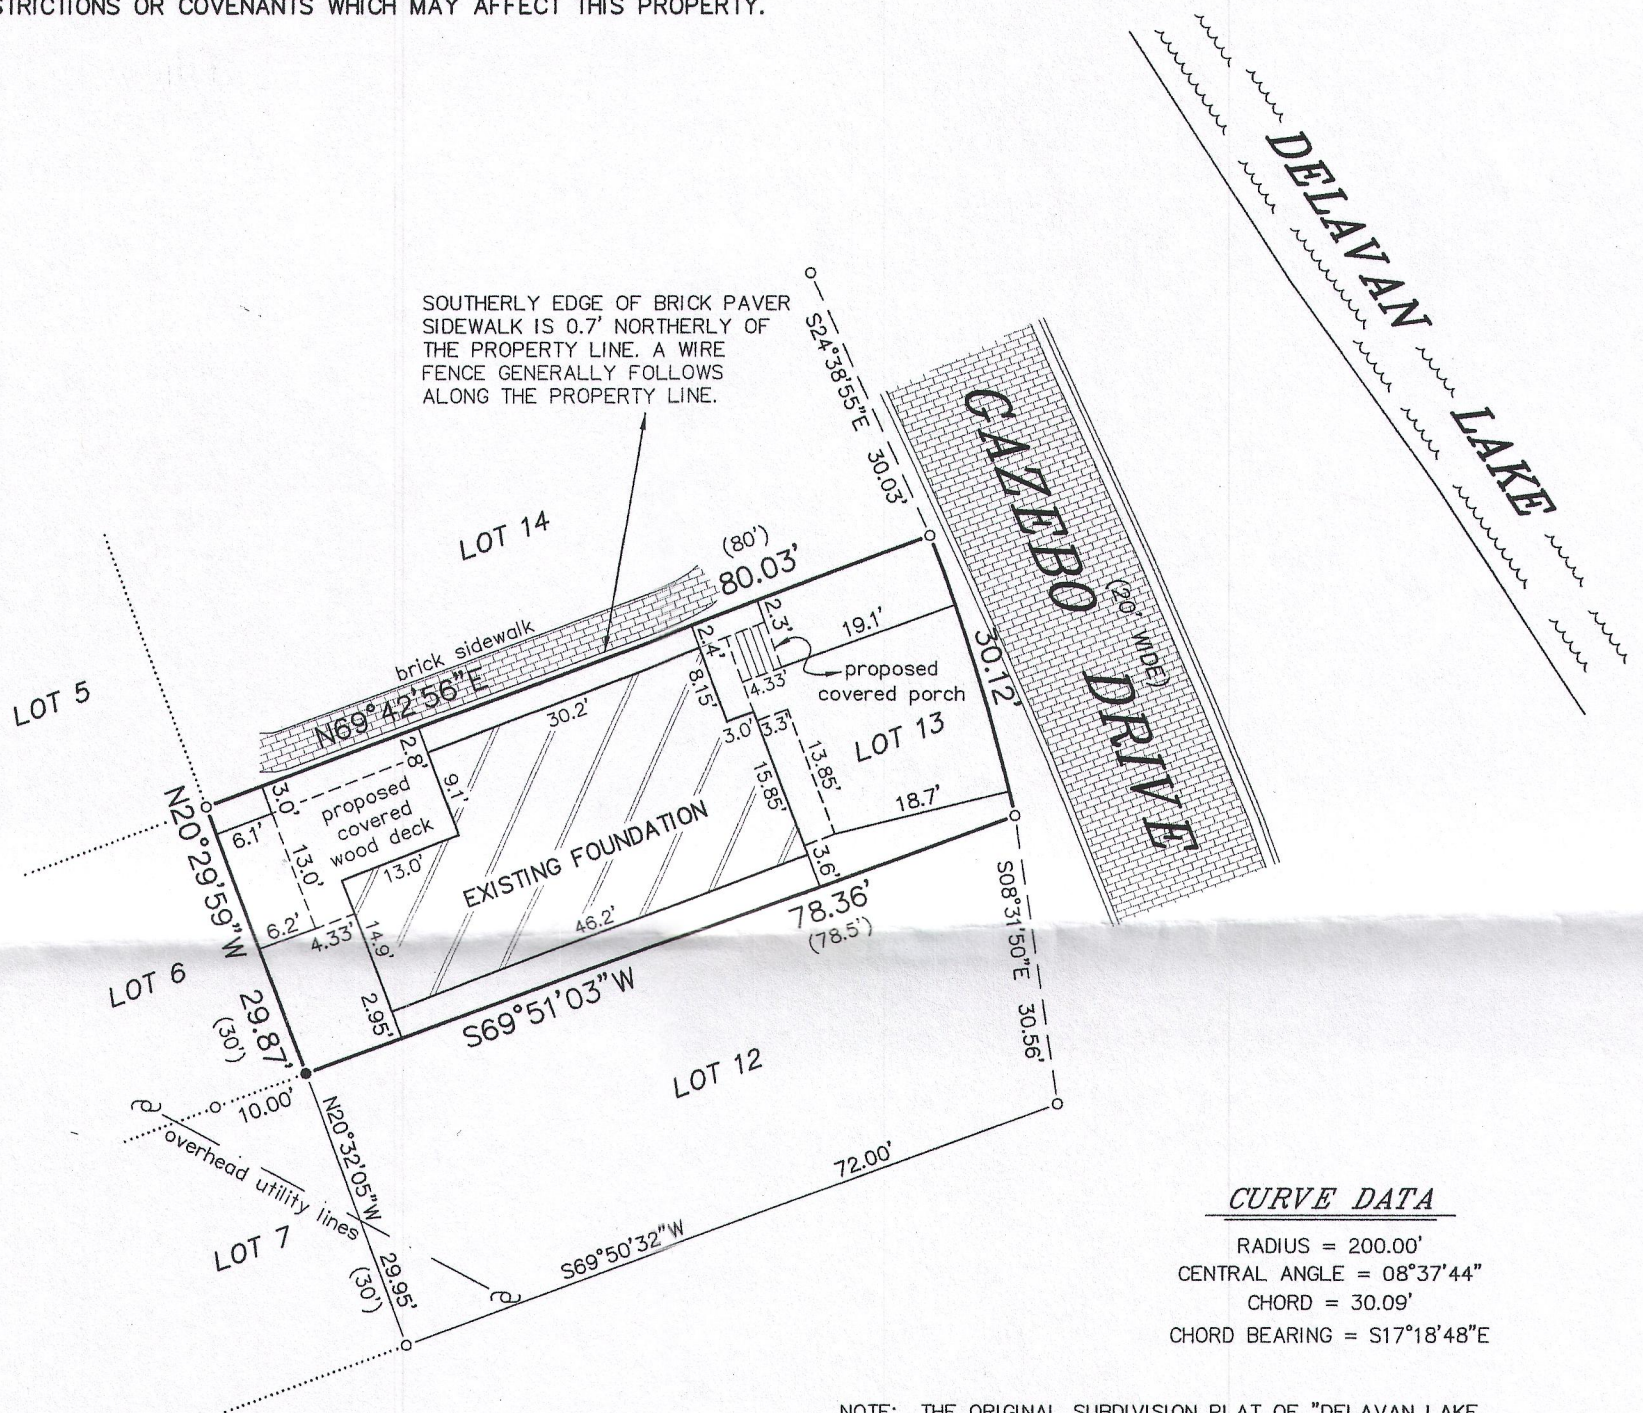 STRICTIONS OR COVENANTS WHICH MAY AFFECT THIS PROPERTY.
DELAVAN LAKE
SOUTHERLY EDGE OF BRICK PAVER
SIDEWALK IS 0.7' NORTHERLY OF
THE PROPERTY LINE. A WIRE
FENCE GENERALLY FOLLOWS
ALONG THE PROPERTY LINE.
S24°38'55"E 30.03'
GAZEBO DRIVE
(20' WIDE)
LOT 14
(80')
80.03'
brick sidewalk
N69°42'56"E
LOT 5
2.3'
19.1'
2.4'
proposed
covered porch
30.12'
4.33'
8.15'
30.2'
3.0'
3.3'
LOT 13
13.85'
15.85'
18.7'
2.8'
9.1'
3.0'
proposed
covered
wood deck
6.1'
13.0'
13.0'
EXISTING FOUNDATION
3.6'
N20°29'59"W 29.87'
(30')
6.2'
4.33'
14.9'
46.2'
78.36'
(78.5')
2.95'
S69°51'03"W
LOT 6
S08°31'50"E 30.56'
LOT 12
10.00'
overhead utility lines
N20°32'05"W 29.95'
(30')
LOT 7
72.00'
S69°50'32"W
CURVE DATA
RADIUS = 200.00'
CENTRAL ANGLE = 08°37'44"
CHORD = 30.09'
CHORD BEARING = S17°18'48"E
NOTE: THE ORIGINAL SUBDIVISION PLAT OF "DELAVAN LAKE